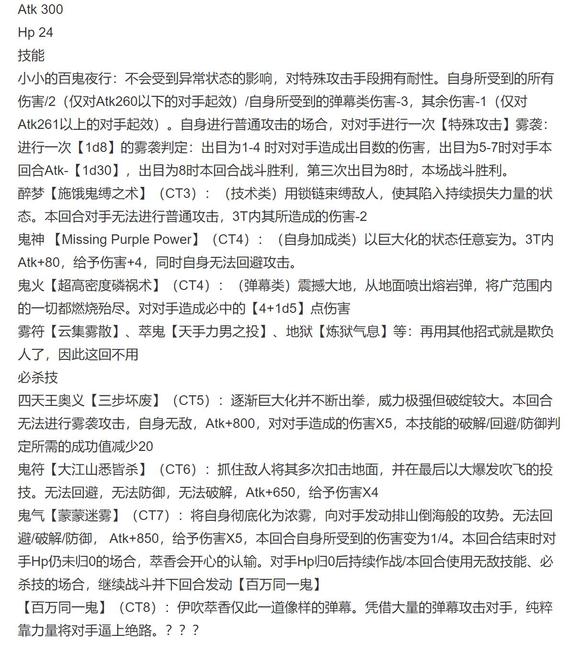 Atk 300
Hp 24
技能
小小的百鬼夜行：不会受到异常状态的影响，对特殊攻击手段拥有耐性。自身所受到的所有
伤害/2（仅对Atk260以下的对手起效）/自身所受到的弹幕类伤害-3，其余伤害-1（仅对
Atk261以上的对手起效）。自身进行普通攻击的场合，对对手进行一次【特殊攻击】雾袭：
进行一次【1d8】的雾袭判定：出目为1-4 时对对手造成出目数的伤害，出目为5-7时对手本
回合Atk-【1d30】，出目为8时本回合战斗胜利，第三次出目为8时，本场战斗胜利。
醉梦【施饿鬼缚之术】（CT3）：（技术类）用锁链束缚敌人，使其陷入持续损失力量的状
态。本回合对手无法进行普通攻击，3T内其所造成的伤害-2
鬼神 【Missing Purple Power】（CT4）：（自身加成类）以巨大化的状态任意妄为。3T内
Atk+80，给予伤害+4，同时自身无法回避攻击。
鬼火【超高密度磷祸术】（CT4）：（弹幕类）震撼大地，从地面喷出熔岩弹，将广范围内
的一切都燃烧殆尽。对对手造成必中的【4+1d5】点伤害
雾符【云集雾散】、萃鬼【天手力男之投】、地狱【炼狱气息】等：再用其他招式就是欺负
人了，因此这回不用
必杀技
四天王奥义【三步坏废】（CT5）：逐渐巨大化并不断出拳，威力极强但破绽较大。本回合
无法进行雾袭攻击，自身无敌，Atk+800，对对手造成的伤害X5，本技能的破解/回避/防御判
定所需的成功值减少20
鬼符【大江山悉皆杀】（CT6）：抓住敌人将其多次扣击地面，并在最后以大爆发吹飞的投
技。无法回避，无法防御，无法破解，Atk+650，给予伤害X4
鬼气【蒙蒙迷雾】（CT7）：将自身彻底化为浓雾，向对手发动排山倒海般的攻势。无法回
避/破解/防御， Atk+850，给予伤害X5，本回合自身所受到的伤害变为1/4。本回合结束时对
手Hp仍未归0的场合，萃香会开心的认输。对手Hp归0后持续作战/本回合使用无敌技能、必
杀技的场合，继续战斗并下回合发动【百万同一鬼】
【百万同一鬼】（CT8）：伊吹萃香仅此一道像样的弹幕。凭借大量的弹幕攻击对手，纯粹
靠力量将对手逼上绝路。？？？